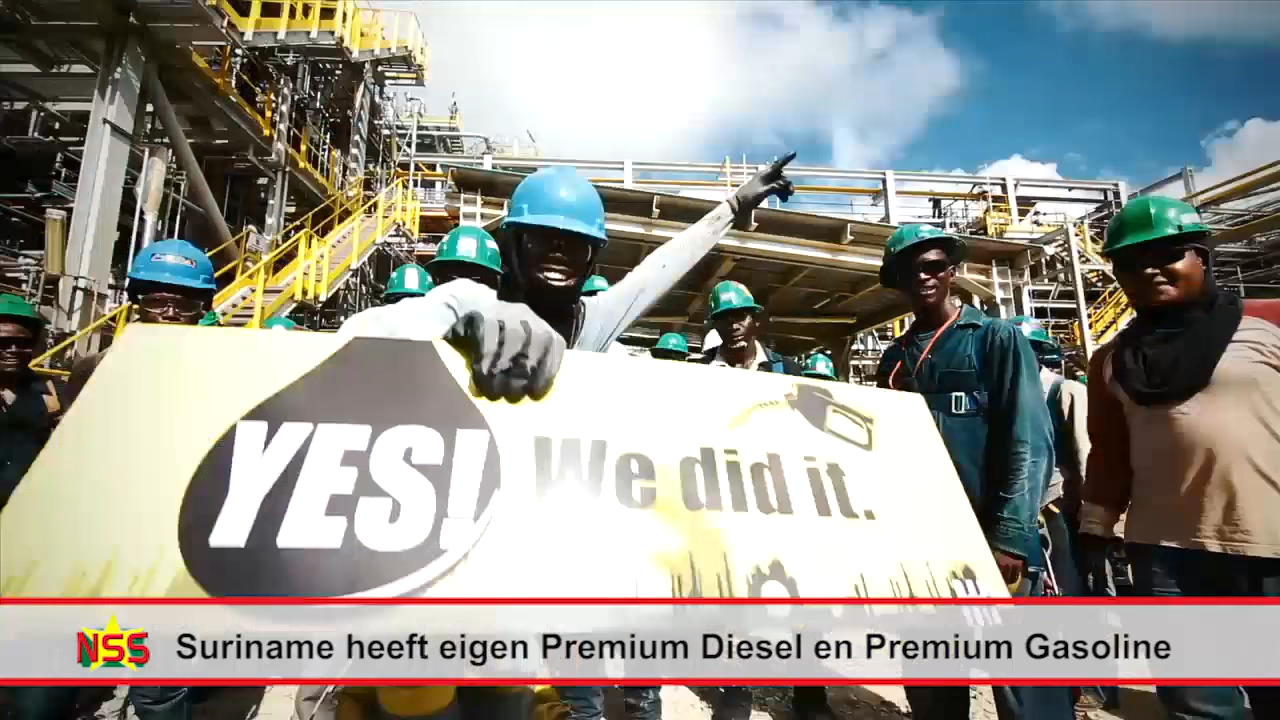 YES! We did it.
NSS Suriname heeft eigen Premium Diesel en Premium Gasoline